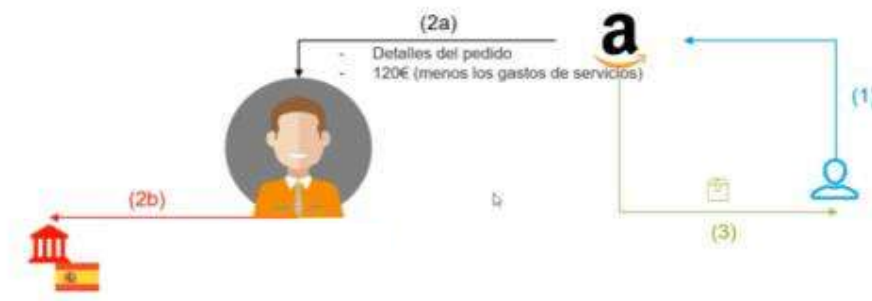 (2a)
a
- Detalles del pedido
- 120€ (menos los gastos de servicios)
(1)
(2b)
(3)